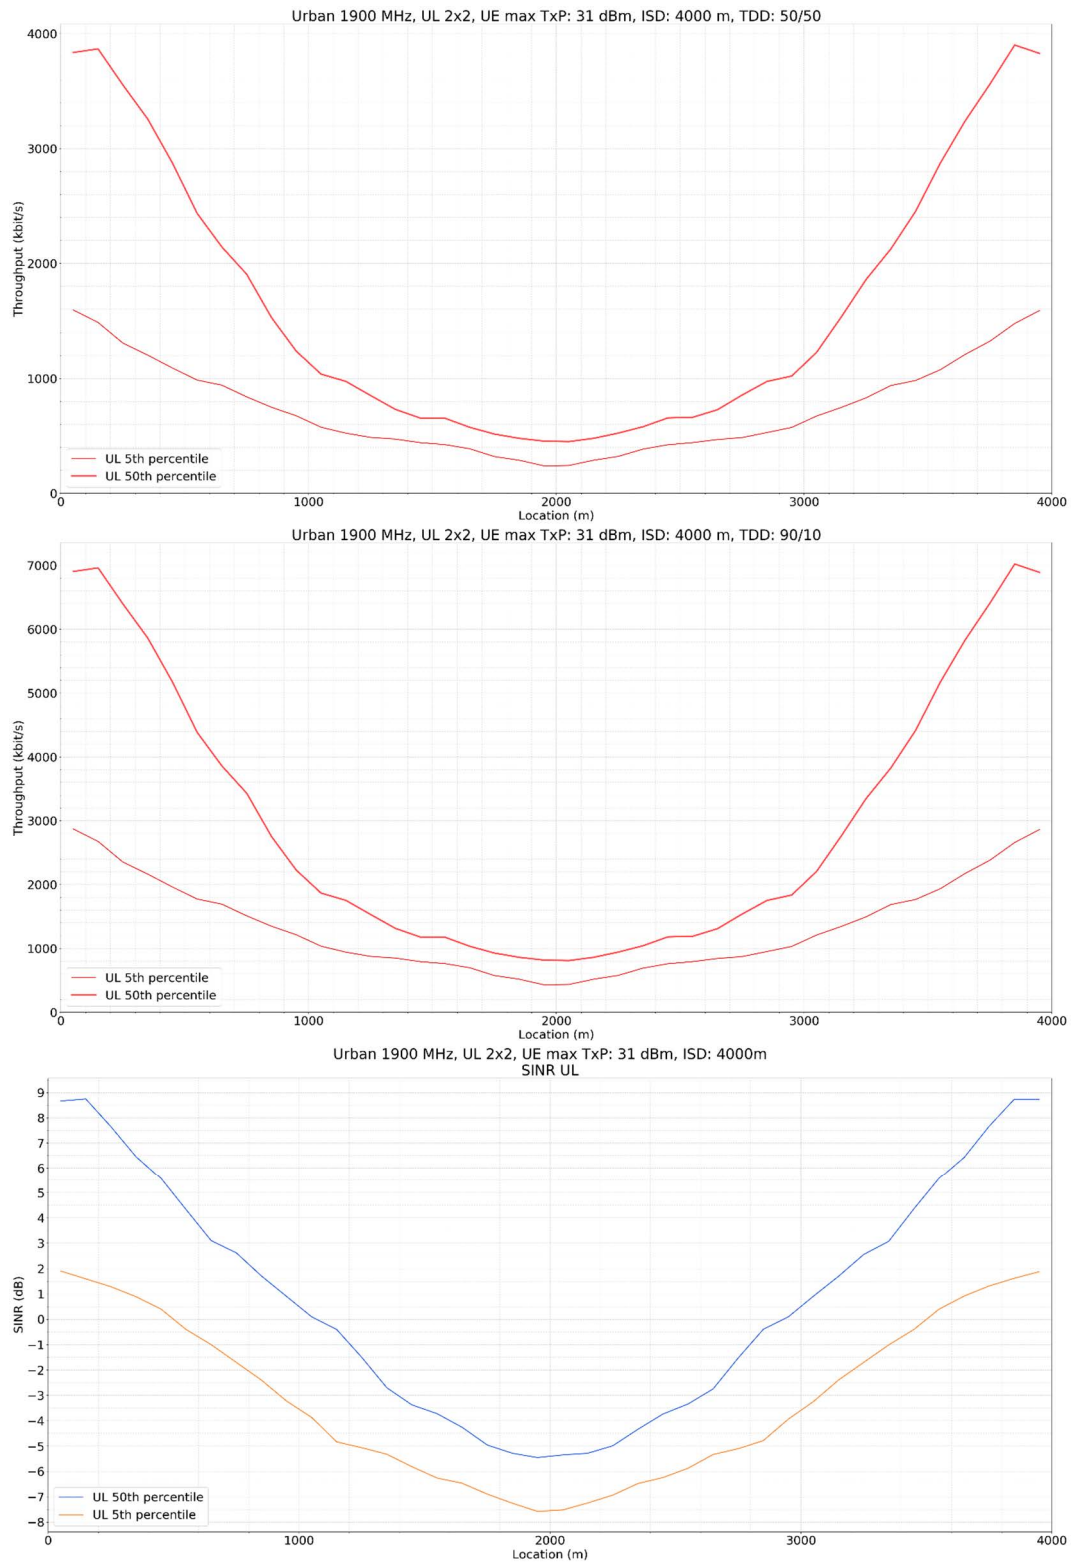 Urban 1900 MHz, UL 2x2, UE max TxP: 31 dBm, ISD: 4000 m, TDD: 50/50
4000
3000
2000
1000
0
Throughput (kbit/s)
UL 5th percentile
UL 50th percentile
0 1000 2000 3000 4000
Location (m)
Urban 1900 MHz, UL 2x2, UE max TxP: 31 dBm, ISD: 4000 m, TDD: 90/10
7000
6000
5000
4000
3000
2000
1000
0
Throughput (kbit/s)
UL 5th percentile
UL 50th percentile
0 1000 2000 3000 4000
Location (m)
Urban 1900 MHz, UL 2x2, UE max TxP: 31 dBm, ISD: 4000m
SINR UL
9
8
7
6
5
4
3
2
1
0
−1
−2
−3
−4
−5
−6
−7
−8
SINR (dB)
UL 50th percentile
UL 5th percentile
0 1000 2000 3000 4000
Location (m)